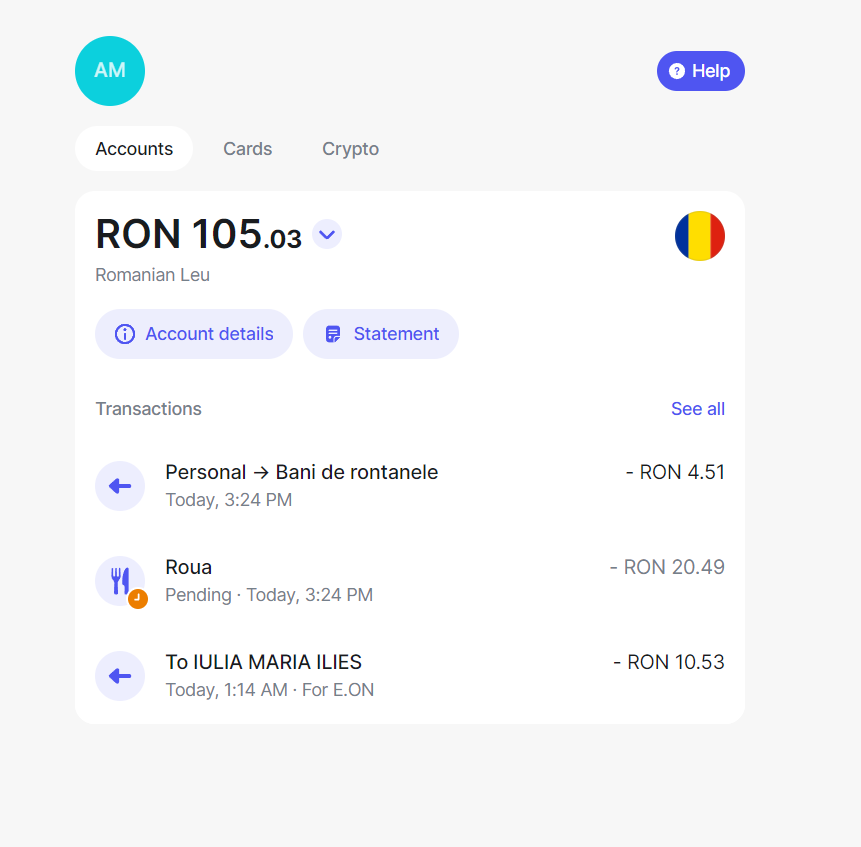 AM
Help
Accounts
Cards
Crypto
RON 105.03
Romanian Leu
Account details
Statement
Transactions
See all
Personal → Bani de rontanele
- RON 4.51
Today, 3:24 PM
Roua
- RON 20.49
Pending · Today, 3:24 PM
To IULIA MARIA ILIES
- RON 10.53
Today, 1:14 AM · For E.ON